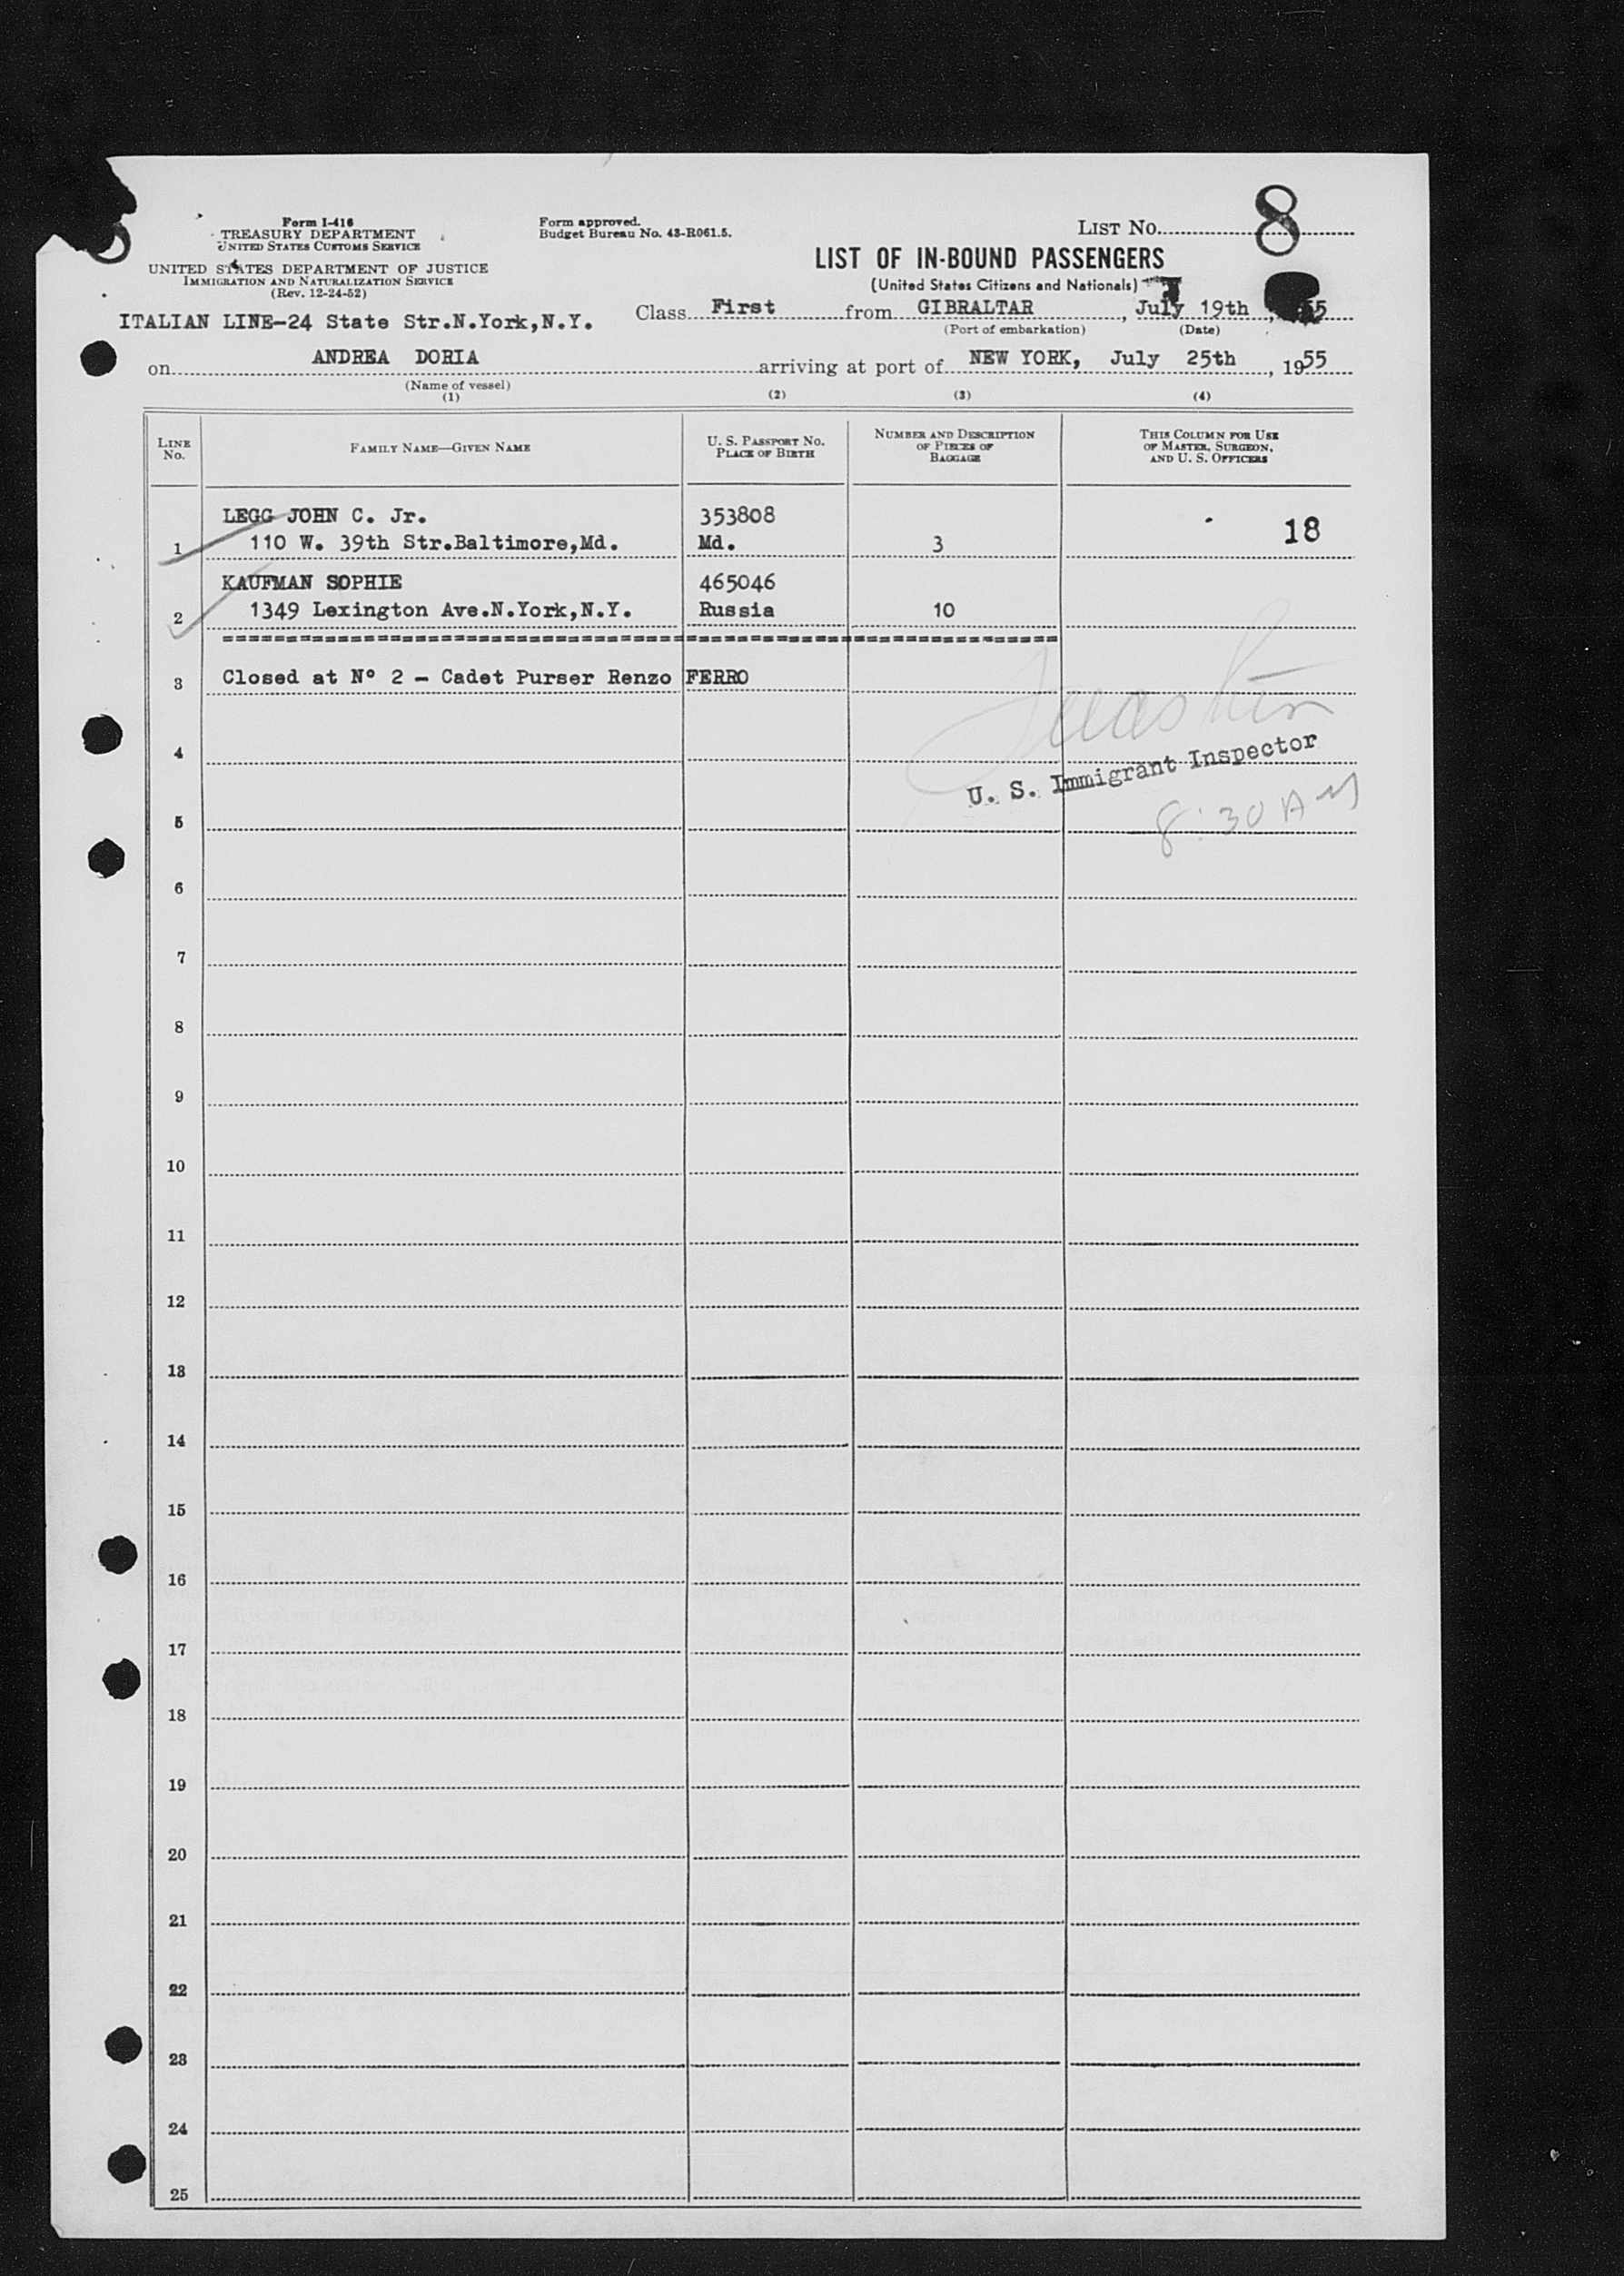 Form I-416
TREASURY DEPARTMENT
UNITED STATES CUSTOMS SERVICE
UNITED STATES DEPARTMENT OF JUSTICE
IMMIGRATION AND NATURALIZATION SERVICE
(Rev. 12-24-52)
Form approved.
Budget Bureau No. 43-R061.5.
LIST No. 8
LIST OF IN-BOUND PASSENGERS
(United States Citizens and Nationals)
ITALIAN LINE-24 State Str.N.York,N.Y.
Class First from GIBRALTAR, July 19th, 55
(Port of embarkation) (Date)
on ANDREA DORIA arriving at port of NEW YORK, July 25th, 1955
(Name of vessel)
(1) (2) (3) (4)
LINE No. FAMILY NAME—GIVEN NAME U. S. PASSPORT No. PLACE OF BIRTH NUMBER AND DESCRIPTION OF PIECES OF BAGGAGE THIS COLUMN FOR USE OF MASTER, SURGEON, AND U. S. OFFICERS
LEGG JOHN C. Jr. 353808 18
1 110 W. 39th Str.Baltimore,Md. Md. 3
KAUFMAN SOPHIE 465046
2 1349 Lexington Ave.N.York,N.Y. Russia 10
==========
3 Closed at Nº 2 - Cadet Purser Renzo FERRO
4
U. S. Immigrant Inspector
5 8:30 AM
6
7
8
9
10
11
12
13
14
15
16
17
18
19
20
21
22
23
24
25